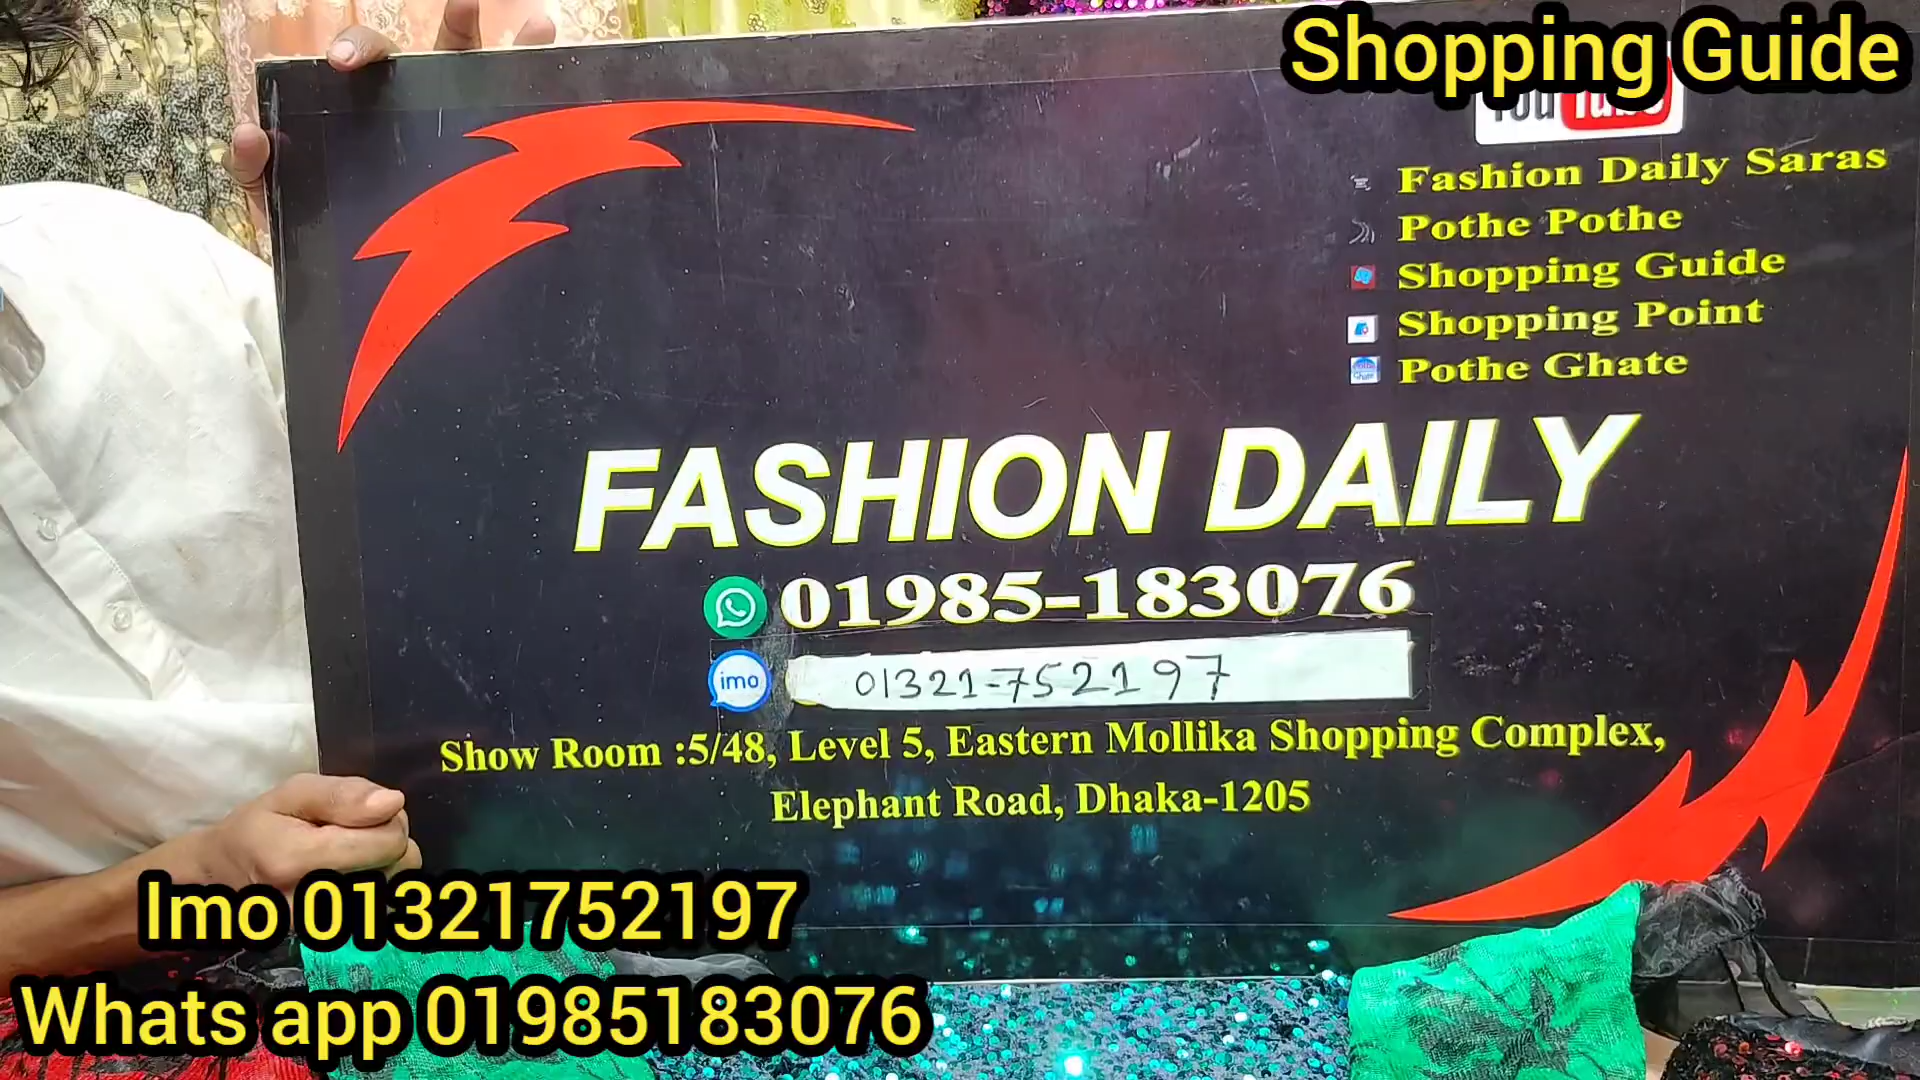 Shopping Guide
YouTube
Fashion Daily Saras
Pothe Pothe
Shopping Guide
Shopping Point
Pothe Ghate
FASHION DAILY
01985-183076
imo 01321-752197
Show Room :5/48, Level 5, Eastern Mollika Shopping Complex,
Elephant Road, Dhaka-1205
Imo 01321752197
Whats app 01985183076